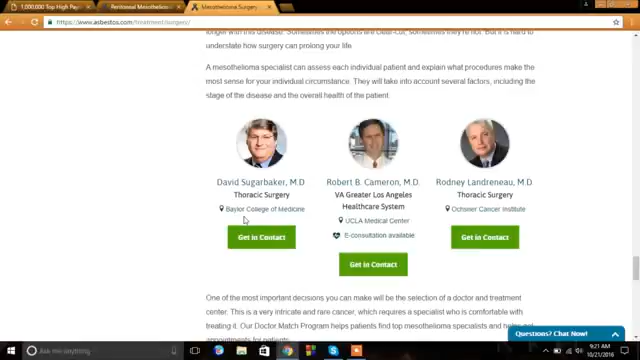 1,000,000 Top High Pay
Peritoneal Mesothelio
Mesothelioma Surgery
https://www.asbestos.com/treatment/surgery/
longer with this disease. Sometimes the options are clear-cut, sometimes they're not. But it is hard to
understand how surgery can prolong your life
A mesothelioma specialist can assess each individual patient and explain what procedures make the
most sense for your individual circumstance. They will take into account several factors, including the
stage of the disease and the overall health of the patient
David Sugarbaker, M.D
Thoracic Surgery
Baylor College of Medicine
Get in Contact
Robert B. Cameron, M.D
VA Greater Los Angeles
Healthcare System
UCLA Medical Center
E-consultation available
Get in Contact
Rodney Landreneau, M.D
Thoracic Surgery
Ochsner Cancer Institute
Get in Contact
One of the most important decisions you can make will be the selection of a doctor and treatment
center. This is a very intricate and rare cancer, which requires a specialist who is comfortable with
treating it. Our Doctor Match Program helps patients find top mesothelioma specialists and helps
appointments for patients
Questions? Chat Now!
Ask me anything
9:21 AM
10/21/2016